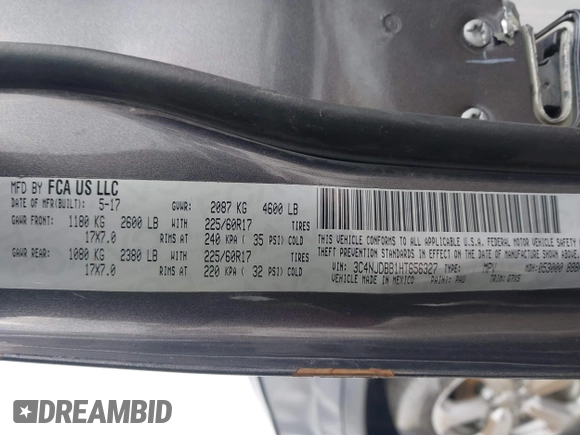 MFD BY FCA US LLC
DATE OF MFR(BUILT): 5-17 GVWR: 2087 KG 4600 LB
GAWR FRONT: 1180 KG 2600 LB WITH 225/60R17 TIRES
17X7.0 RIMS AT 240 KPA ( 35 PSI) COLD
GAWR REAR: 1080 KG 2380 LB WITH 225/60R17 TIRES
17X7.0 RIMS AT 220 KPA ( 32 PSI) COLD
THIS VEHICLE CONFORMS TO ALL APPLICABLE U.S.A. FEDERAL MOTOR VEHICLE SAFETY
THEFT PREVENTION STANDARDS IN EFFECT ON THE
DATE OF MANUFACTURE SHOWN ABOVE
VIN: 3C4NJDBB1HT656327 TYPE: MPV MDH: 053000
VEHICLE MADE IN MEXICO PAINT: PAU TRIM:
DREAMBID